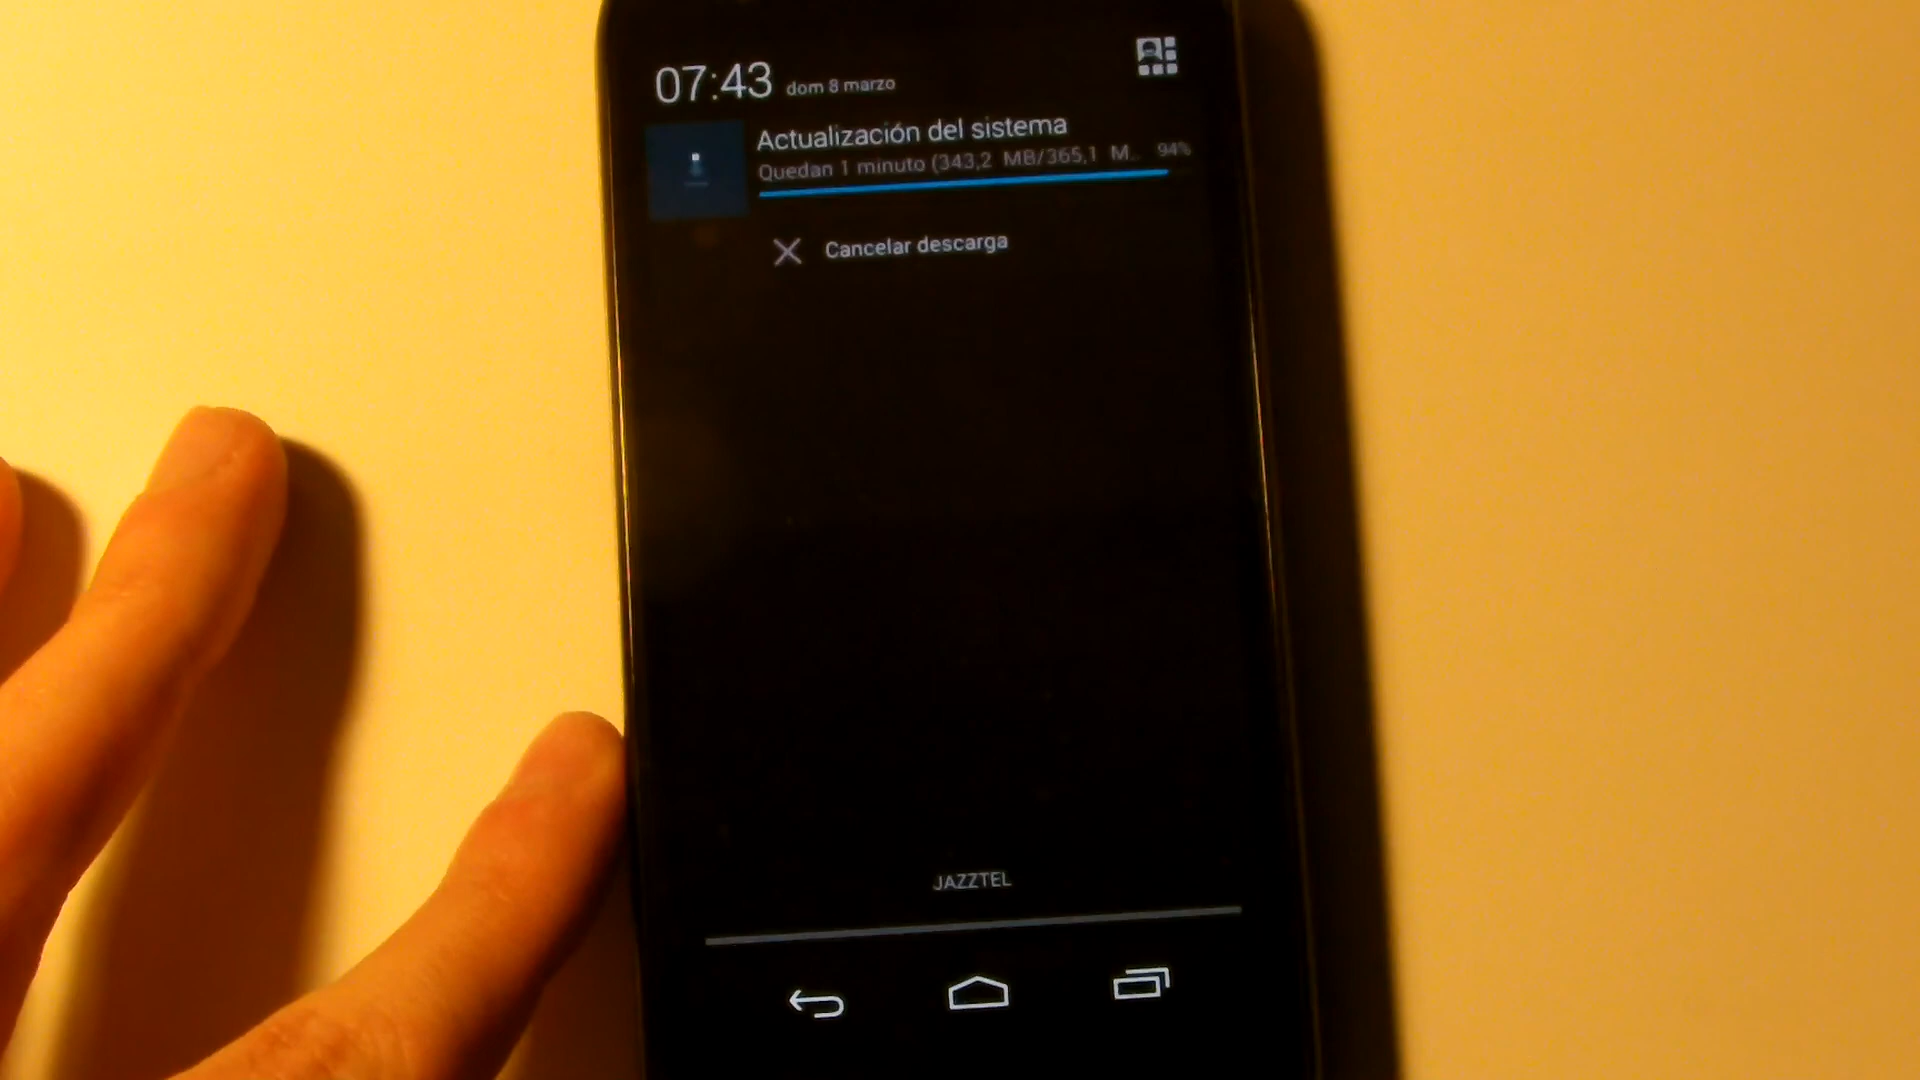 07:43 dom 8 marzo
Actualización del sistema
Quedan 1 minuto (343,2 MB/365,1 M.. 94%
Cancelar descarga
JAZZTEL